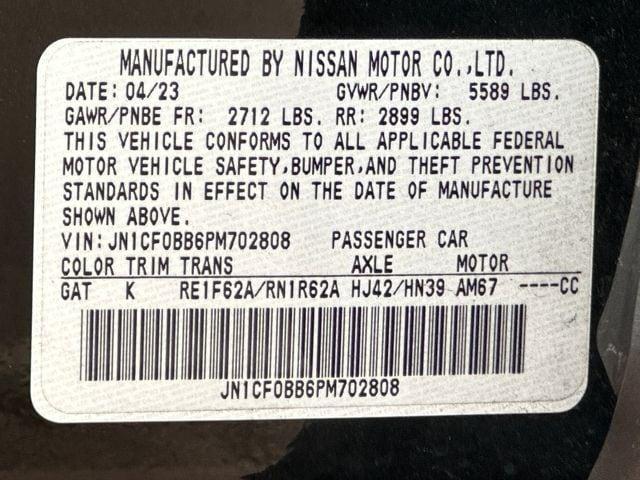 MANUFACTURED BY NISSAN MOTOR CO.,LTD.
DATE: 04/23 GVWR/PNBV: 5589 LBS.
GAWR/PNBE FR: 2712 LBS. RR: 2899 LBS.
THIS VEHICLE CONFORMS TO ALL APPLICABLE FEDERAL
MOTOR VEHICLE SAFETY,BUMPER,AND THEFT PREVENTION
STANDARDS IN EFFECT ON THE DATE OF MANUFACTURE
SHOWN ABOVE.
VIN: JN1CF0BB6PM702808 PASSENGER CAR
COLOR TRIM TRANS AXLE MOTOR
GAT K RE1F62A/RN1R62A HJ42/HN39 AM67 ----CC
JN1CF0BB6PM702808